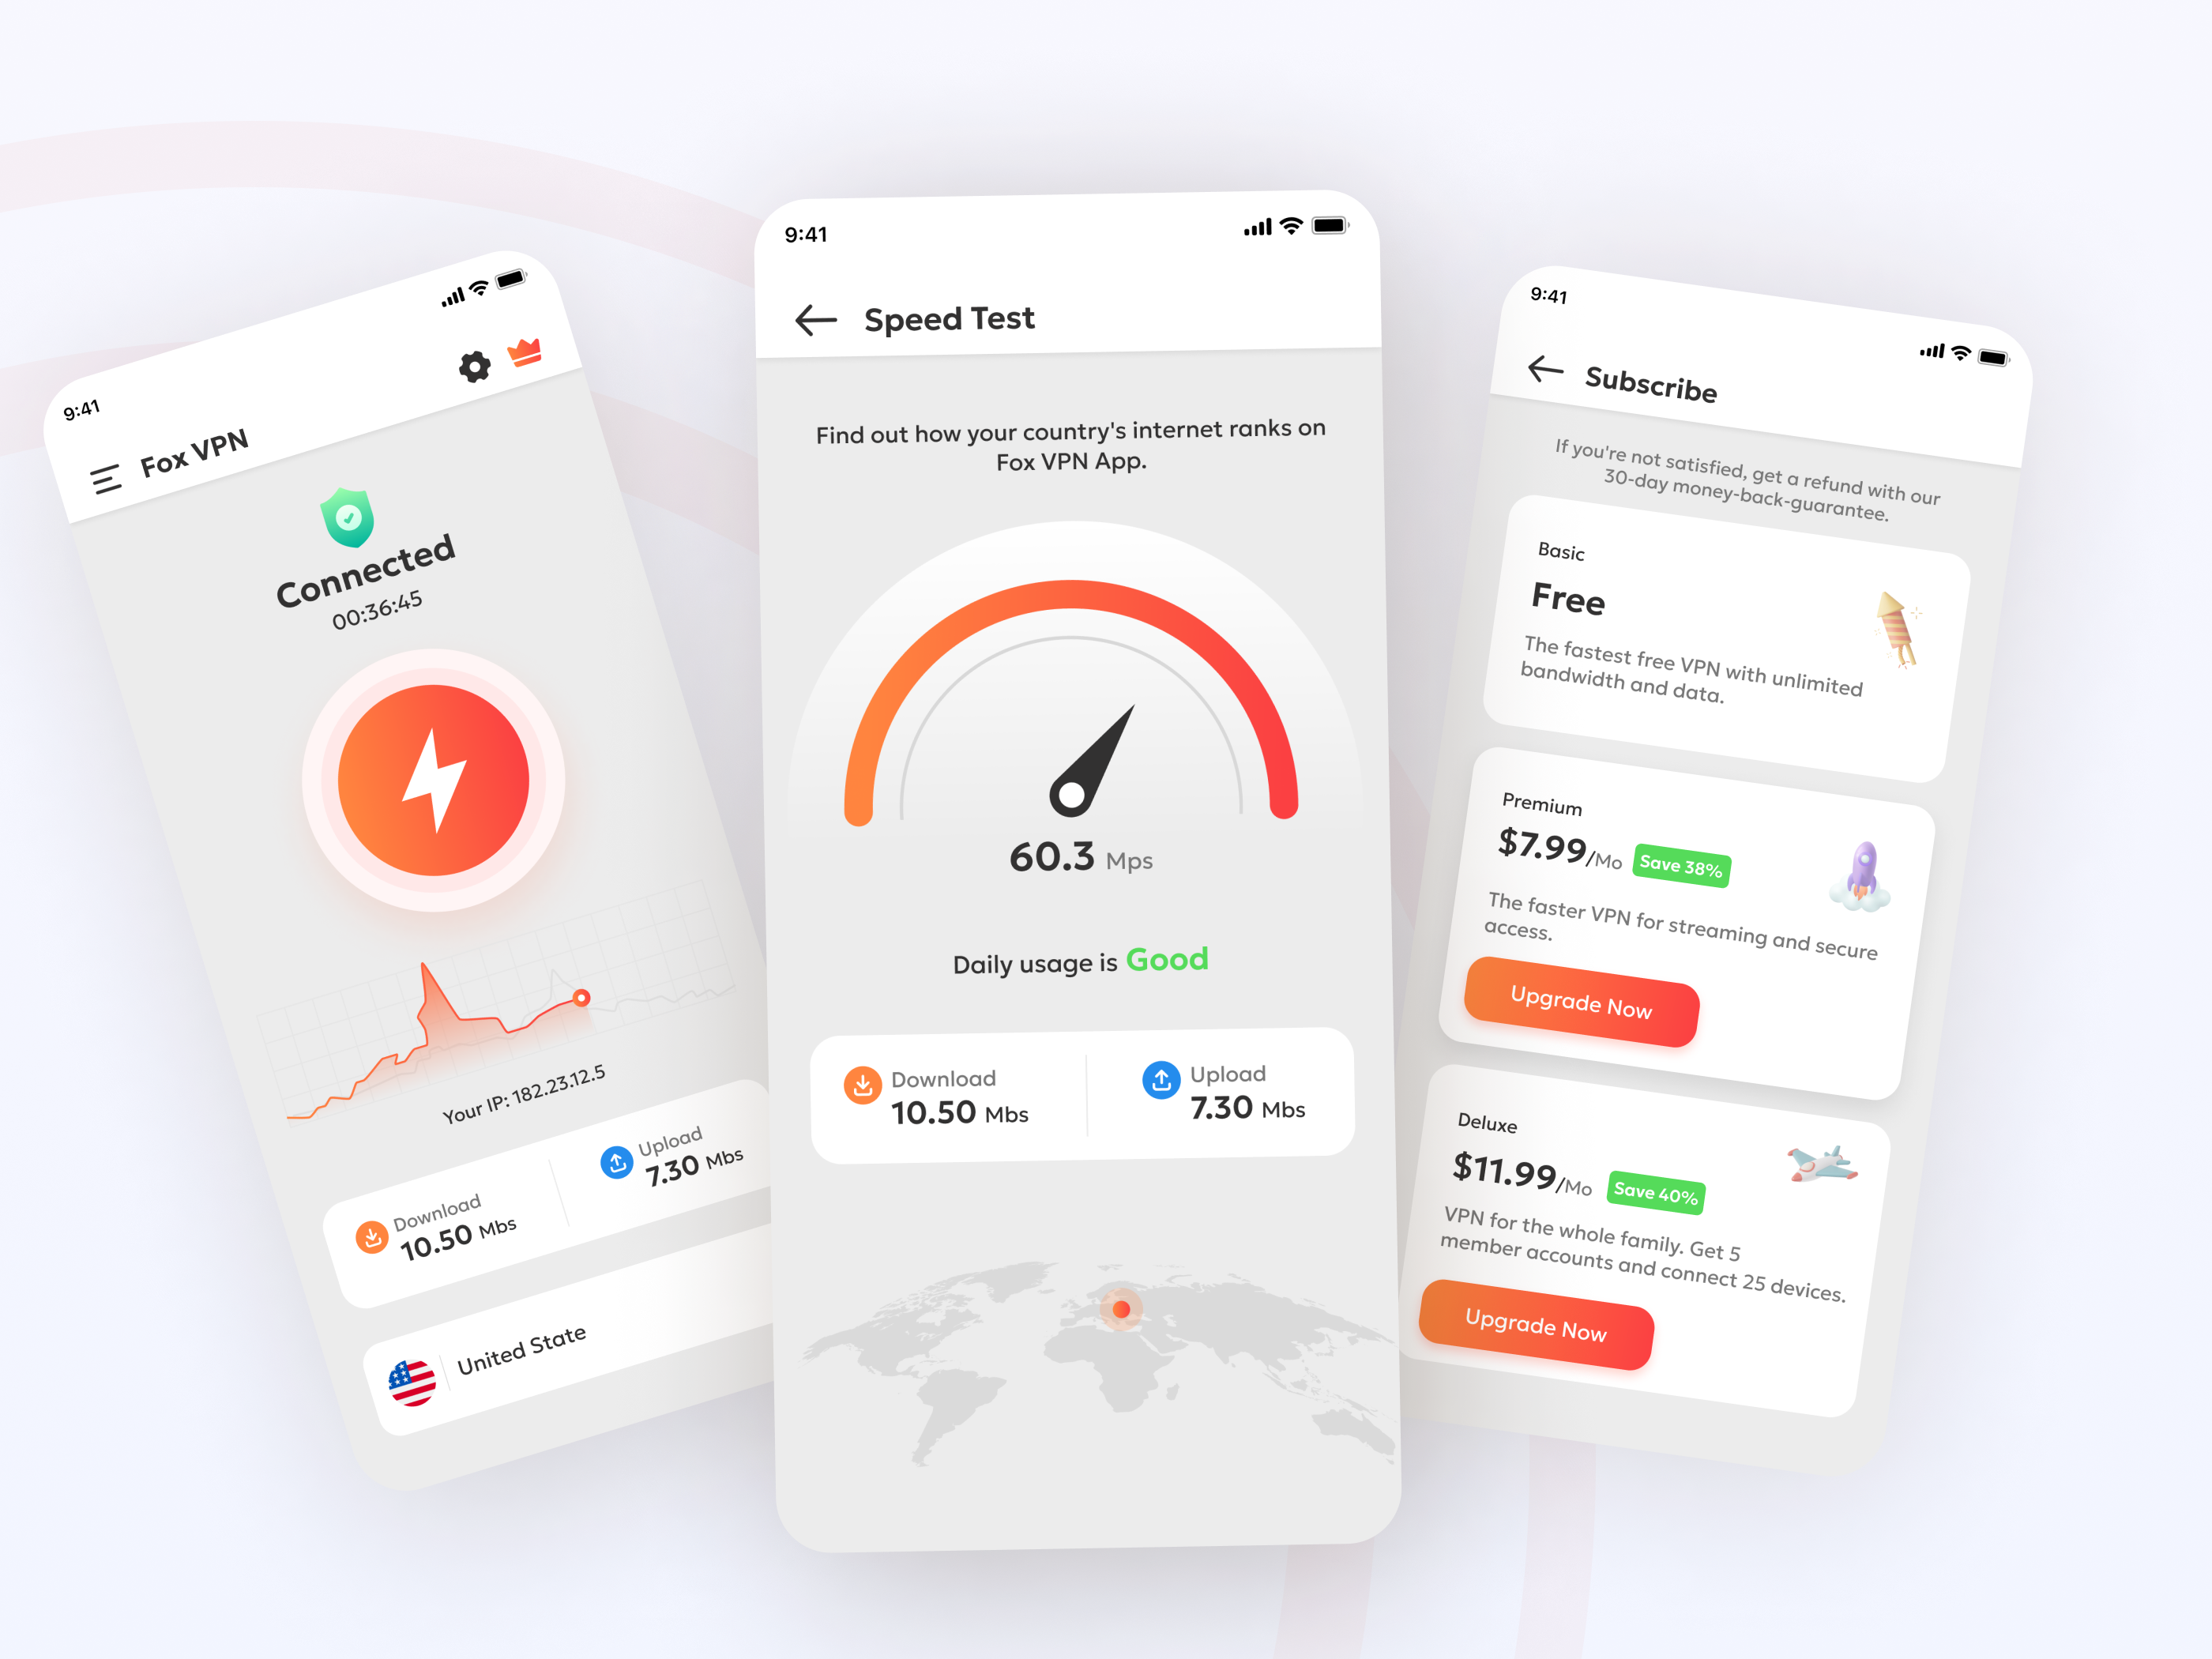 9:41
Fox VPN
Connected
00:36:45
Your IP: 182.23.12.5
Download
10.50 Mbs
Upload
7.30 Mbs
United State
9:41
Speed Test
Find out how your country's internet ranks on
Fox VPN App.
60.3 Mps
Daily usage is Good
Download
10.50 Mbs
Upload
7.30 Mbs
9:41
Subscribe
If you're not satisfied, get a refund with our
30-day money-back-guarantee.
Basic
Free
The fastest free VPN with unlimited
bandwidth and data.
Premium
$7.99/Mo Save 38%
The faster VPN for streaming and secure
access.
Upgrade Now
Deluxe
$11.99/Mo Save 40%
VPN for the whole family. Get 5
member accounts and connect 25 devices.
Upgrade Now